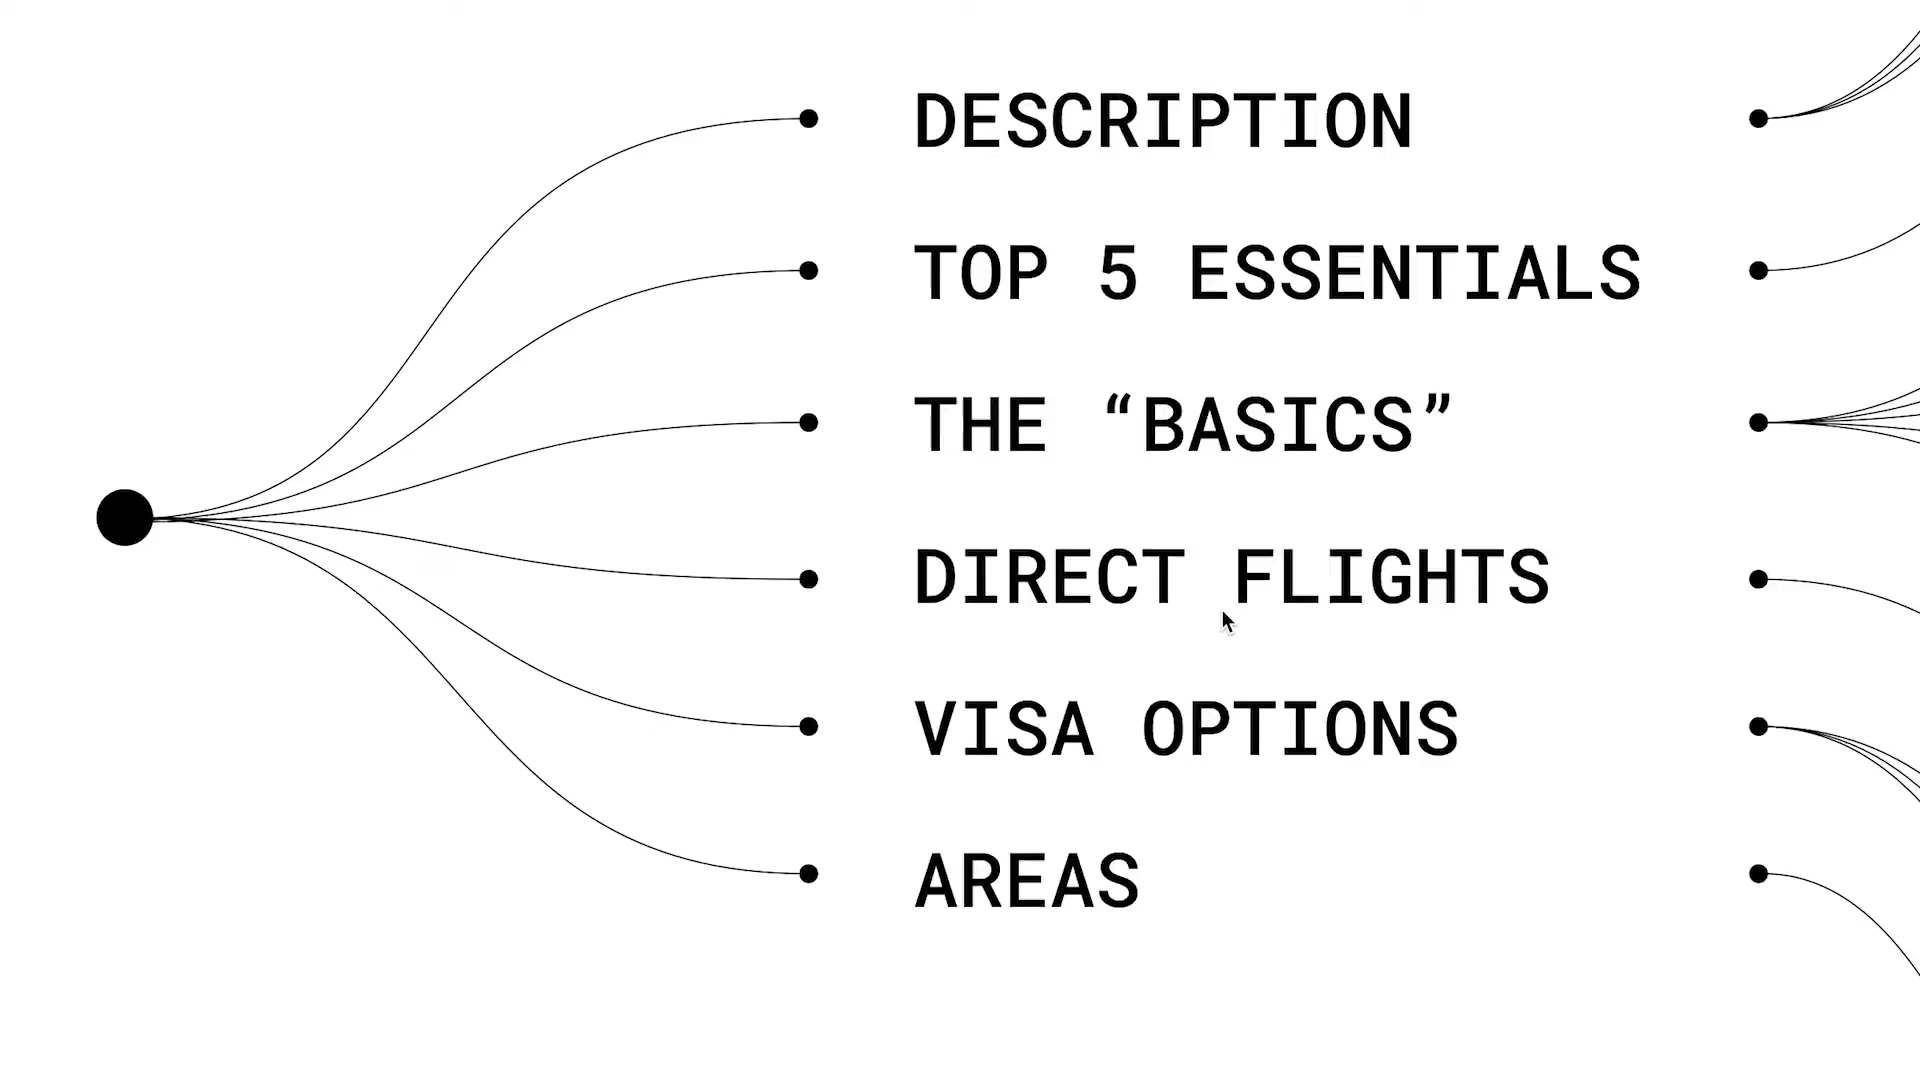 DESCRIPTION
TOP 5 ESSENTIALS
THE “BASICS”
DIRECT FLIGHTS
VISA OPTIONS
AREAS